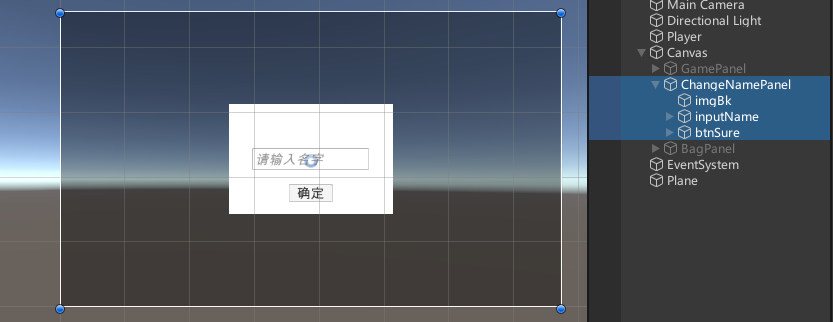 请输入名字
确定
Main Camera
Directional Light
Player
Canvas
GamePanel
ChangeNamePanel
imgBk
inputName
btnSure
BagPanel
EventSystem
Plane